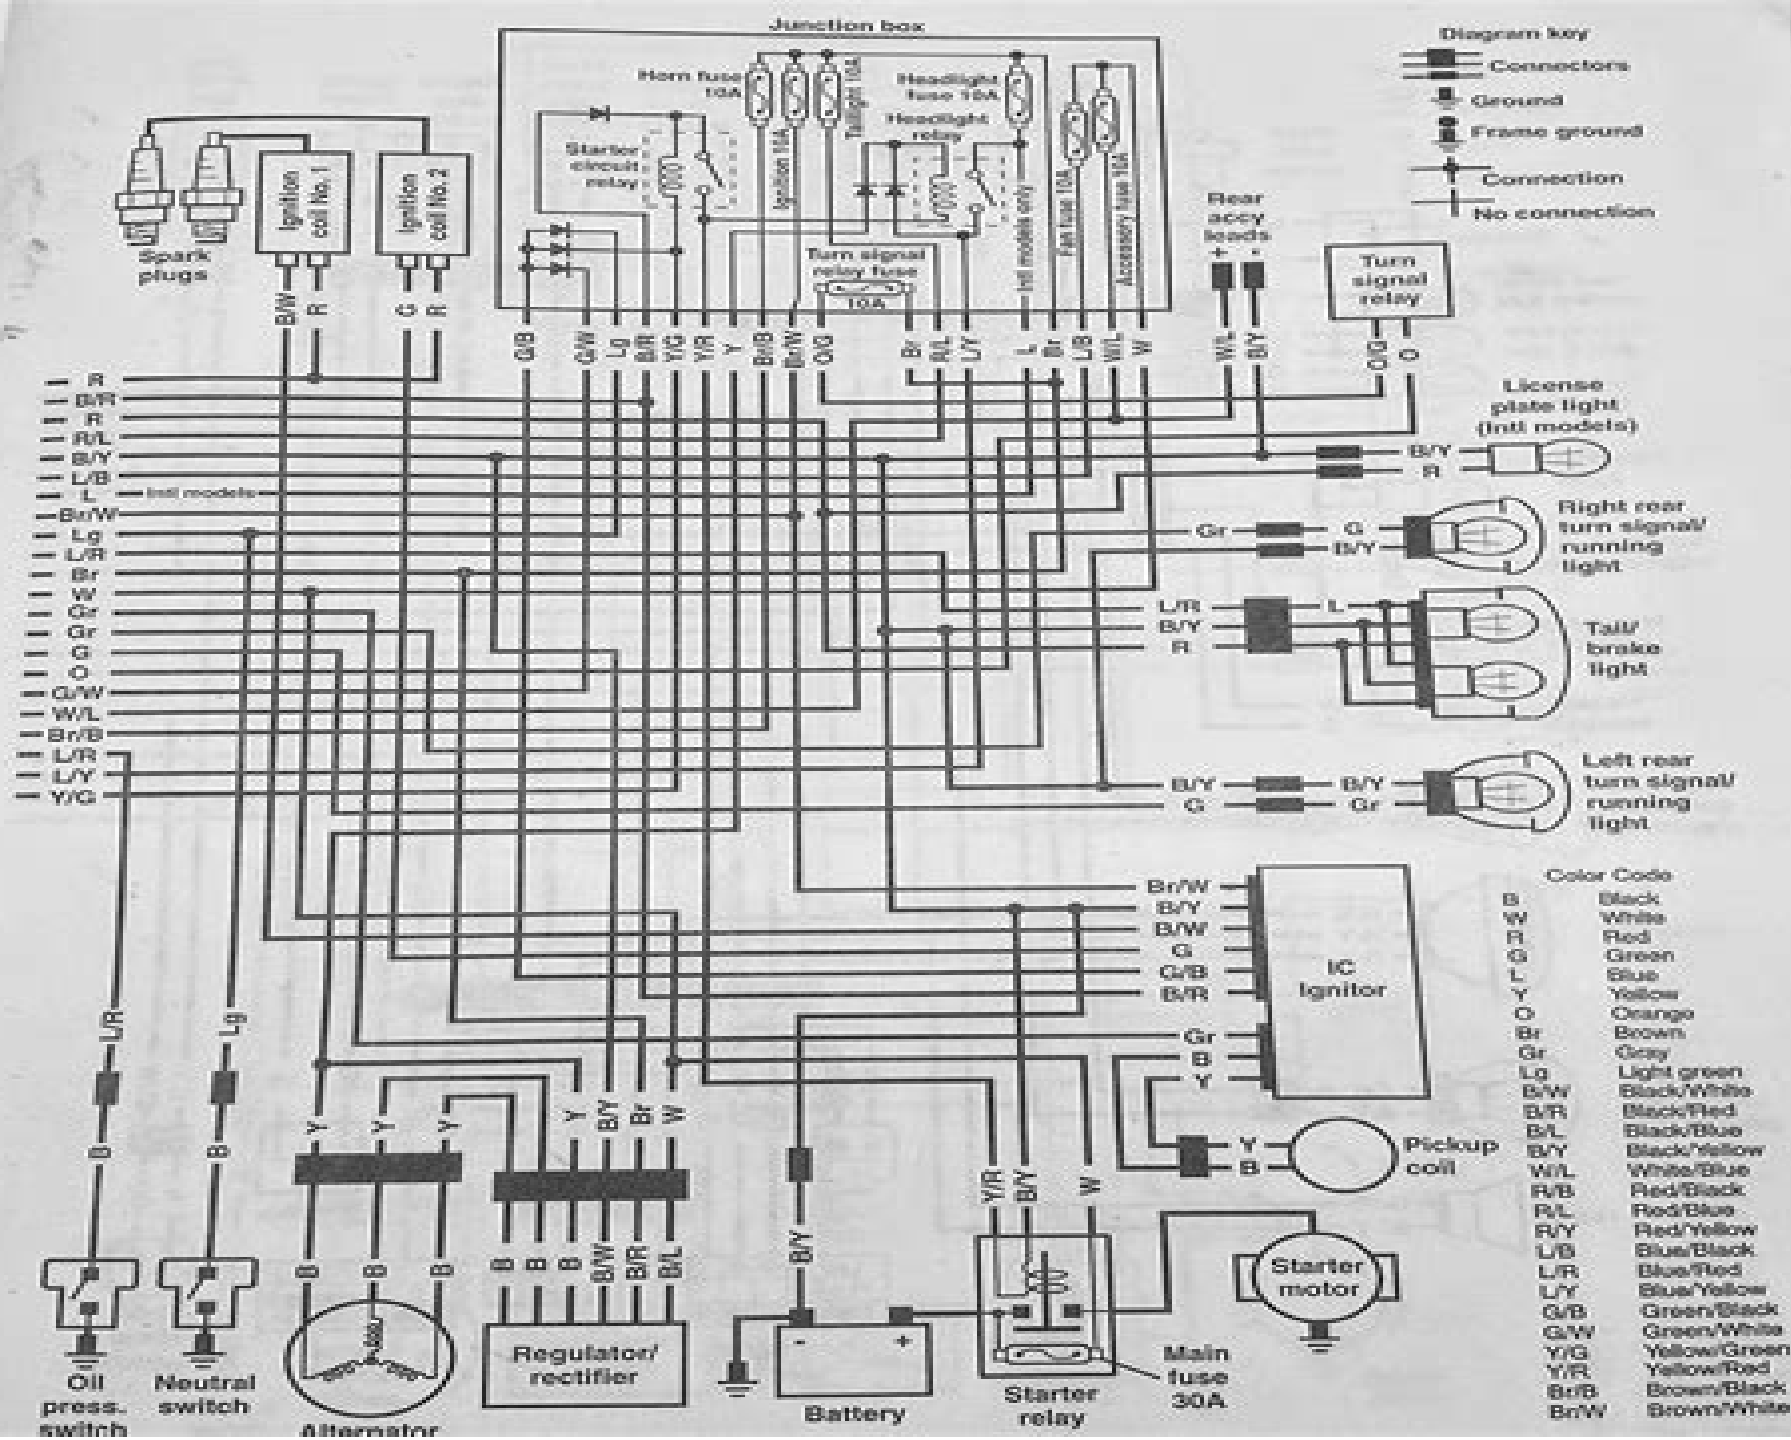 Junction box
Horn fuse
10A
Ignition 10A
Taillight 10A
Headlight
fuse 10A
Headlight
relay
Starter
circuit
relay
Turn signal
relay fuse
10A
Intl models only
Fan fuse 10A
Accessory fuse 10A
Diagram key
Connectors
Ground
Frame ground
Connection
No connection
Ignition
coil No. 1
Ignition
coil No. 2
Spark
plugs
B/W
R
G
R
G/B
G/W
Lg
B/R
Y/G
Y/R
Y
Br/B
Br/W
O/G
Br
R/L
L/Y
L
Br
L/B
W/L
W
Rear
accy
leads
+ -
W/L
B/Y
Turn
signal
relay
O/G
O
R
B/R
R
R/L
B/Y
L/B
L Intl models
Br/W
Lg
L/R
Br
W
Gr
Gr
G
O
G/W
W/L
Br/B
L/R
L/Y
Y/G
License
plate light
(Intl models)
B/Y
R
Right rear
turn signal/
running
light
Gr G
B/Y
Tail/
brake
light
L/R L
B/Y
R
Left rear
turn signal/
running
light
B/Y B/Y
G Gr
Br/W
B/Y
B/W
G
G/B
B/R
Gr
B
Y
IC
Ignitor
Y
B
Pickup
coil
L/R
B
Lg
B
Y
Y
Y
B
B
B
Y
B/Y
Br
W
B
B
B
B/W
B/R
B/L
B/Y
Y/R
B/Y
W
Oil
press.
switch
Neutral
switch
Alternator
Regulator/
rectifier
- +
Battery
Starter
relay
Main
fuse
30A
Starter
motor
Color Code
B Black
W White
R Red
G Green
L Blue
Y Yellow
O Orange
Br Brown
Gr Gray
Lg Light green
B/W Black/White
B/R Black/Red
B/L Black/Blue
B/Y Black/Yellow
W/L White/Blue
R/B Red/Black
R/L Red/Blue
R/Y Red/Yellow
L/B Blue/Black
L/R Blue/Red
L/Y Blue/Yellow
G/B Green/Black
G/W Green/White
Y/G Yellow/Green
Y/R Yellow/Red
Br/B Brown/Black
Br/W Brown/White